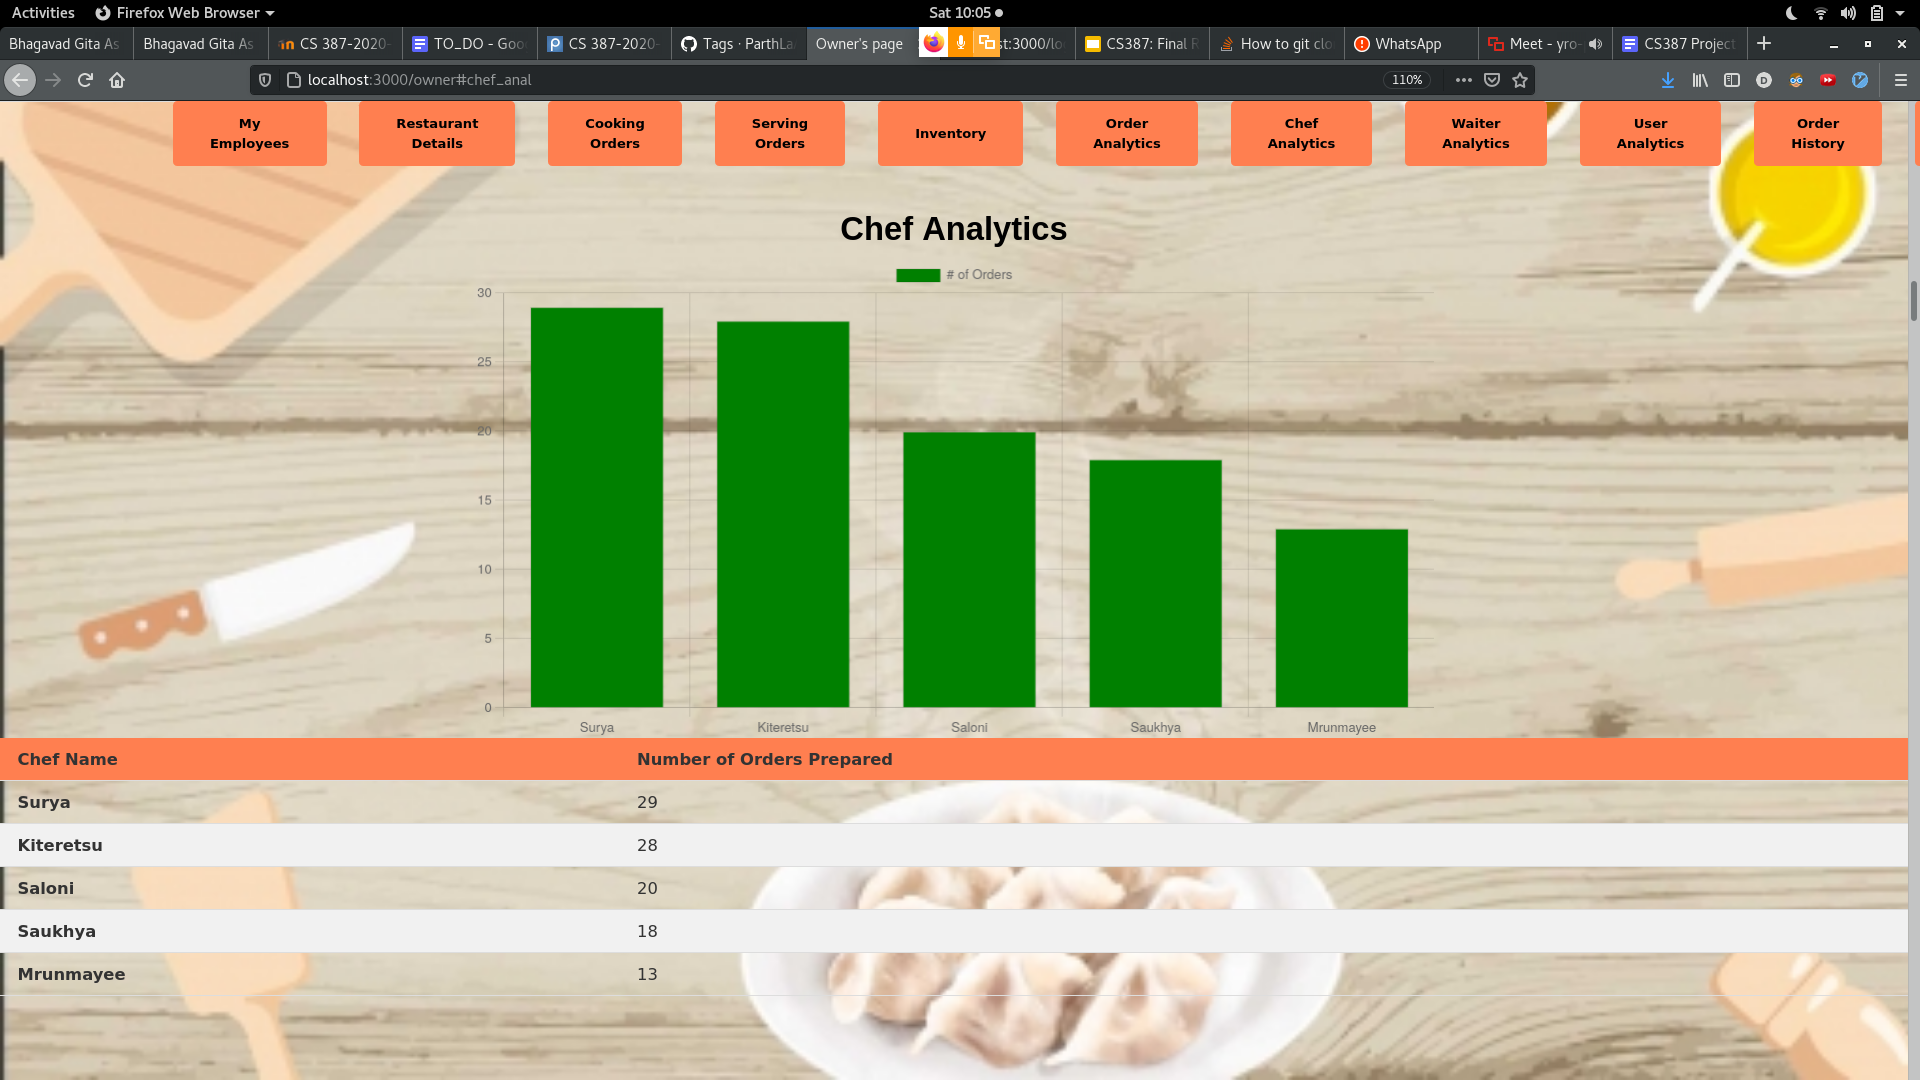 Activities Firefox Web Browser Sat 10:05
Bhagavad Gita As Bhagavad Gita As CS 387-2020- TO_DO - Goo CS 387-2020- Tags · ParthLa Owner's page st:3000/lo CS387: Final R How to git clo WhatsApp Meet - yro- CS387 Project
localhost:3000/owner#chef_anal 110%
My
Employees
Restaurant
Details
Cooking
Orders
Serving
Orders
Inventory
Order
Analytics
Chef
Analytics
Waiter
Analytics
User
Analytics
Order
History
Chef Analytics
# of Orders
30
25
20
15
10
5
0
Surya Kiteretsu Saloni Saukhya Mrunmayee
Chef Name Number of Orders Prepared
Surya 29
Kiteretsu 28
Saloni 20
Saukhya 18
Mrunmayee 13